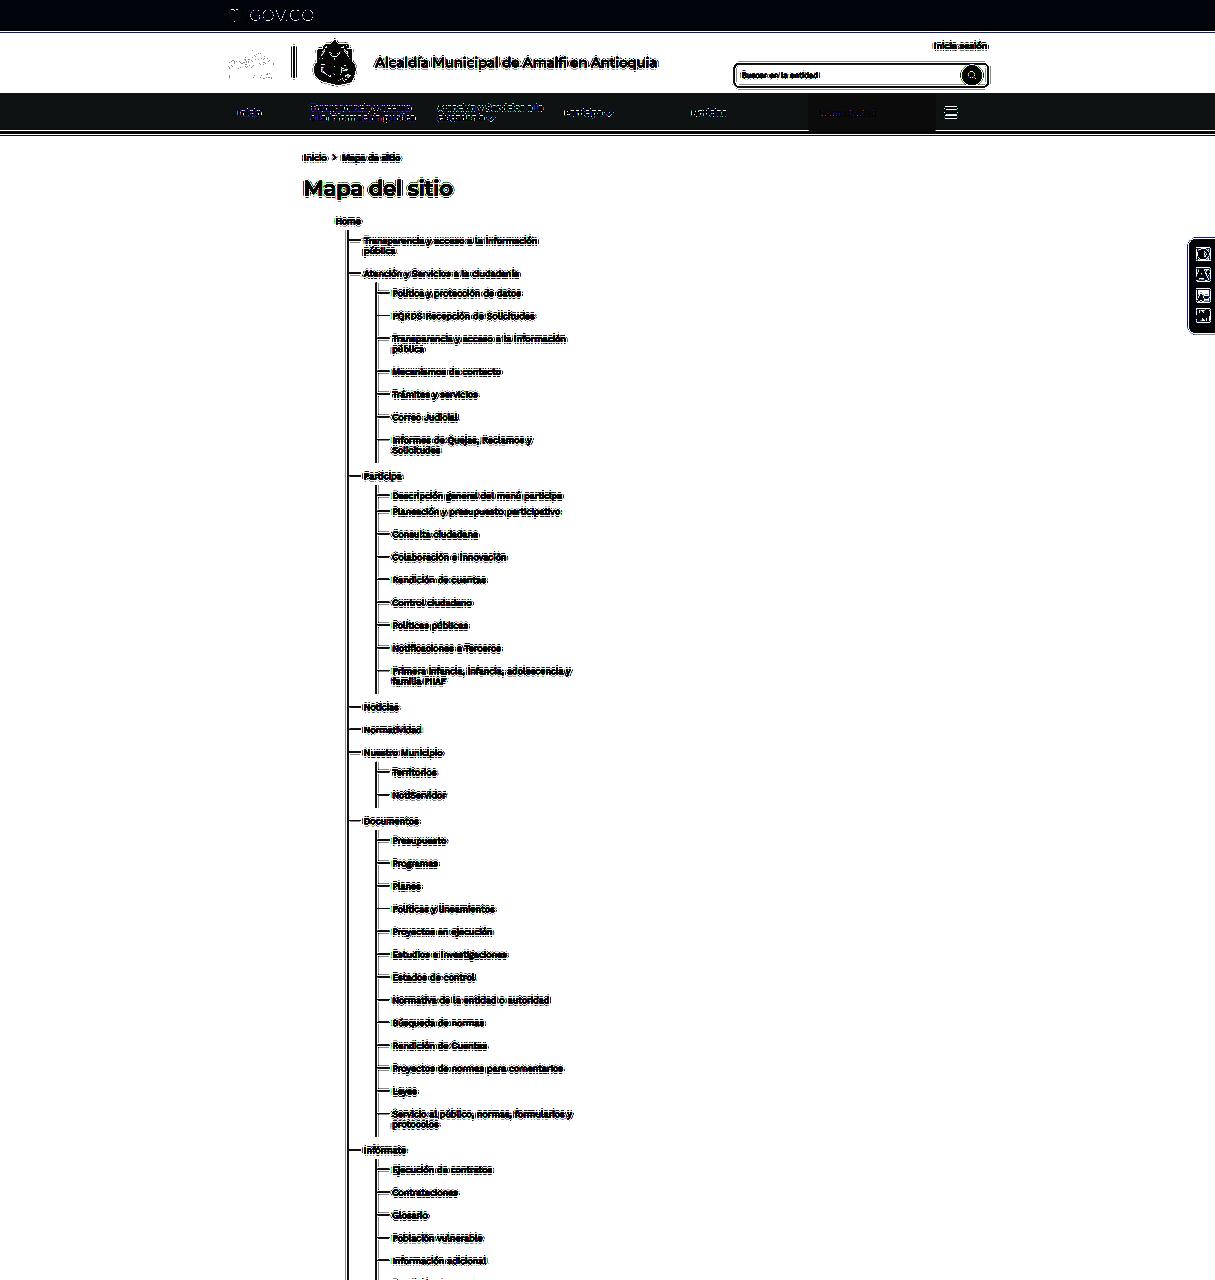 GOV.CO
Inicia sesión
Alcaldía Municipal de Amalfi en Antioquia
Buscar en la entidad
Inicio
Inicio > Mapa de sitio
Mapa del sitio
Home
Transparencia y acceso a la información
pública
Atención y Servicios a la ciudadanía
Política y protección de datos
PQRDS Recepción de Solicitudes
Transparencia y acceso a la información
pública
Mecanismos de contacto
Trámites y servicios
Correo Judicial
Informes de Quejas, Reclamos y
Solicitudes
Participa
Descripción general del menú participa
Planeación y presupuesto participativo
Consulta ciudadana
Colaboración e innovación
Rendición de cuentas
Control ciudadano
Políticas públicas
Notificaciones a Terceros
Primera infancia, infancia, adolescencia y
familia PIIAF
Noticias
Normatividad
Nuestro Municipio
Territorios
NotiServidor
Documentos
Presupuesto
Programas
Planes
Políticas y lineamientos
Proyectos en ejecución
Estudios e investigaciones
Estados de control
Normativa de la entidad o autoridad
Búsqueda de normas
Rendición de Cuentas
Proyectos de normas para comentarios
Leyes
Servicio al público, normas, formularios y
protocolos
Infórmate
Ejecución de contratos
Contrataciones
Glosario
Población vulnerable
Información adicional